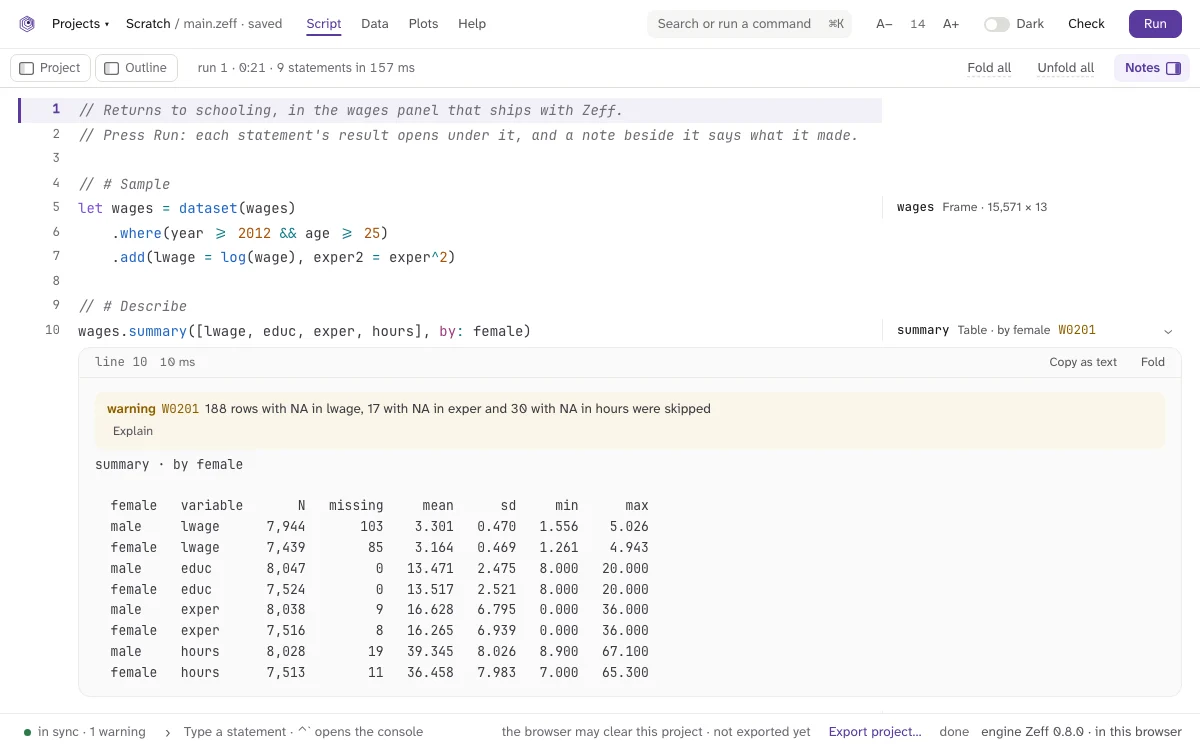 Projects ▾ Scratch / main.zeff · saved Script Data Plots Help Search or run a command ⌘K A– 14 A+ Dark Check Run
Project Outline run 1 · 0:21 · 9 statements in 157 ms Fold all Unfold all Notes
1 // Returns to schooling, in the wages panel that ships with Zeff.
2 // Press Run: each statement's result opens under it, and a note beside it says what it made.
3
4 // # Sample
5 let wages = dataset(wages) wages Frame · 15,571 × 13
6 .where(year ⩾ 2012 && age ⩾ 25)
7 .add(lwage = log(wage), exper2 = exper^2)
8
9 // # Describe
10 wages.summary([lwage, educ, exper, hours], by: female) summary Table · by female W0201
line 10 10 ms Copy as text Fold
warning W0201 188 rows with NA in lwage, 17 with NA in exper and 30 with NA in hours were skipped
Explain
summary · by female
female variable N missing mean sd min max
male lwage 7,944 103 3.301 0.470 1.556 5.026
female lwage 7,439 85 3.164 0.469 1.261 4.943
male educ 8,047 0 13.471 2.475 8.000 20.000
female educ 7,524 0 13.517 2.521 8.000 20.000
male exper 8,038 9 16.628 6.795 0.000 36.000
female exper 7,516 8 16.265 6.939 0.000 36.000
male hours 8,028 19 39.345 8.026 8.900 67.100
female hours 7,513 11 36.458 7.983 7.000 65.300
in sync · 1 warning › Type a statement · ^` opens the console the browser may clear this project · not exported yet Export project… done engine Zeff 0.8.0 · in this browser